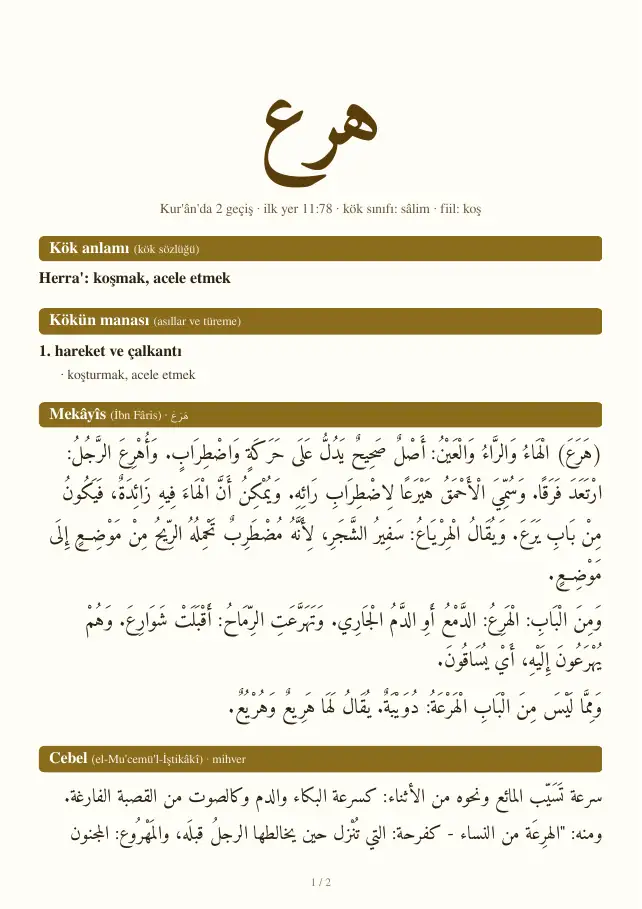 هرع
Kur'ân'da 2 geçiş · ilk yer 11:78 · kök sınıfı: sâlim · fiil: koş
Kök anlamı (kök sözlüğü)
Herra': koşmak, acele etmek
Kökün manası (asıllar ve türeme)
1. hareket ve çalkantı
· koşturmak, acele etmek
Mekâyîs (İbn Fâris) · هَرَعَ
(هَرَعَ) الْهَاءُ وَالرَّاءُ وَالْعَيْنُ: أَصْلٌ صَحِيحٌ يَدُلُّ عَلَى حَرَكَةٍ وَاضْطِرَابٍ. وَأُهْرِعَ الرَّجُلُ:
ارْتَعَدَ فَرَقًا. وَسُمِّيَ الْأَحْمَقُ هَيْرَعًا لِاضْطِرَابِ رَائِهِ. وَيُمْكِنُ أَنَّ الْهَاءَ فِيهِ زَائِدَةٌ، فَيَكُونُ
مِنْ بَابِ يَرَعَ. وَيُقَالُ الْهِرْيَاعُ: سَفِيرُ الشَّجَرِ، لِأَنَّهُ مُضْطَرِبٌ تَحْمِلُهُ الرِّيحُ مِنْ مَوْضِعٍ إِلَى
مَوْضِعٍ.
وَمِنَ الْبَابِ: الْهَرِعُ: الدَّمْعُ أَوِ الدَّمُ الْجَارِي. وَتَهَرَّعَتِ الرِّمَاحُ: أَقْبَلَتْ شَوَارِعَ. وَهُمْ
يُهْرَعُونَ إِلَيْهِ، أَيْ يُسَاقُونَ.
وَمِمَّا لَيْسَ مِنَ الْبَابِ الْهَرْعَةُ: دُوَيْبَةٌ. يُقَالُ لَهَا هَرِيعٌ وَهُرْيُعٌ.
Cebel (el-Mu'cemü'l-İştikâkî) · mihver
سرعة تَسَيّب المائع ونحوه من الأثناء: كسرعة البكاء والدم وكالصوت من القصبة الفارغة.
ومنه: "الهرِعَة من النساء - كفرحة: التي تُنْزل حين يخالطها الرجلُ قبلَه، والمَهْرُوع: المجنون
1 / 2